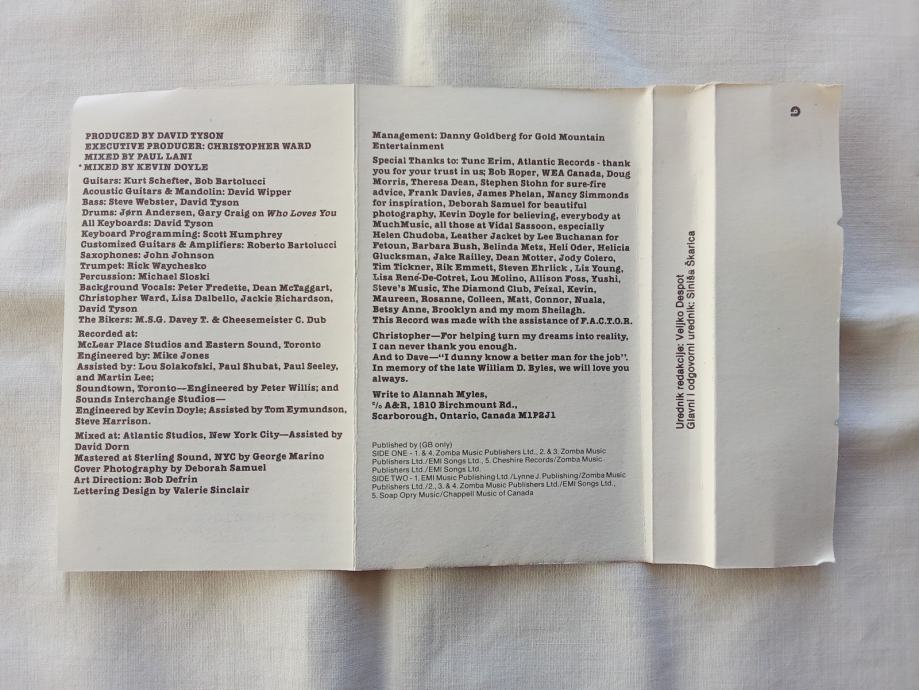 PRODUCED BY DAVID TYSON
EXECUTIVE PRODUCER: CHRISTOPHER WARD
MIXED BY PAUL LANI
*MIXED BY KEVIN DOYLE
Guitars: Kurt Schefter, Bob Bartolucci
Acoustic Guitars & Mandolin: David Wipper
Bass: Steve Webster, David Tyson
Drums: Jørn Andersen, Gary Craig on Who Loves You
All Keyboards: David Tyson
Keyboard Programming: Scott Humphrey
Customized Guitars & Amplifiers: Roberto Bartolucci
Saxophones: John Johnson
Trumpet: Rick Waychesko
Percussion: Michael Sloski
Background Vocals: Peter Fredette, Dean McTaggart,
Christopher Ward, Lisa Dalbello, Jackie Richardson,
David Tyson
The Bikers: M.S.G. Davey T. & Cheesemeister C. Dub
Recorded at:
McLear Place Studios and Eastern Sound, Toronto
Engineered by: Mike Jones
Assisted by: Lou Solakofski, Paul Shubat, Paul Seeley,
and Martin Lee;
Soundtown, Toronto—Engineered by Peter Willis; and
Sounds Interchange Studios—
Engineered by Kevin Doyle; Assisted by Tom Eymundson,
Steve Harrison.
Mixed at: Atlantic Studios, New York City—Assisted by
David Dorn
Mastered at Sterling Sound, NYC by George Marino
Cover Photography by Deborah Samuel
Art Direction: Bob Defrin
Lettering Design by Valerie Sinclair
Management: Danny Goldberg for Gold Mountain
Entertainment
Special Thanks to: Tunc Erim, Atlantic Records - thank
you for your trust in us; Bob Roper, WEA Canada, Doug
Morris, Theresa Dean, Stephen Stohn for sure-fire
advice, Frank Davies, James Phelan, Nancy Simmonds
for inspiration, Deborah Samuel for beautiful
photography, Kevin Doyle for believing, everybody at
MuchMusic, all those at Vidal Sassoon, especially
Helen Chudoba, Leather Jacket by Lee Buchanan for
Fetoun, Barbara Bush, Belinda Metz, Heli Oder, Helicia
Glucksman, Jake Railley, Dean Motter, Jody Colero,
Tim Tickner, Rik Emmett, Steven Ehrlick, Liz Young,
Lisa René-De-Cotret, Lou Molino, Allison Foss, Yushi,
Steve's Music, The Diamond Club, Feizal, Kevin,
Maureen, Rosanne, Colleen, Matt, Connor, Nuala,
Betsy Anne, Brooklyn and my mom Sheilagh.
This Record was made with the assistance of F.A.C.T.O.R.
Christopher—For helping turn my dreams into reality,
I can never thank you enough.
And to Dave—"I dunny know a better man for the job".
In memory of the late William D. Byles, we will love you
always.
Write to Alannah Myles,
c/o A&R, 1810 Birchmount Rd.,
Scarborough, Ontario, Canada M1P2J1
Published by (GB only)
SIDE ONE - 1. & 4. Zomba Music Publishers Ltd., 2. & 3. Zomba Music
Publishers Ltd./EMI Songs Ltd., 5. Cheshire Records/Zomba Music
Publishers Ltd./EMI Songs Ltd.
SIDE TWO - 1. EMI Music Publishing Ltd./Lynne J. Publishing/Zomba Music
Publishers Ltd./2., 3. & 4. Zomba Music Publishers Ltd./EMI Songs Ltd.,
5. Soap Opry Music/Chappell Music of Canada
Urednik redakcije: Veljko Despot
Glavni i odgovorni urednik: Siniša Škarica